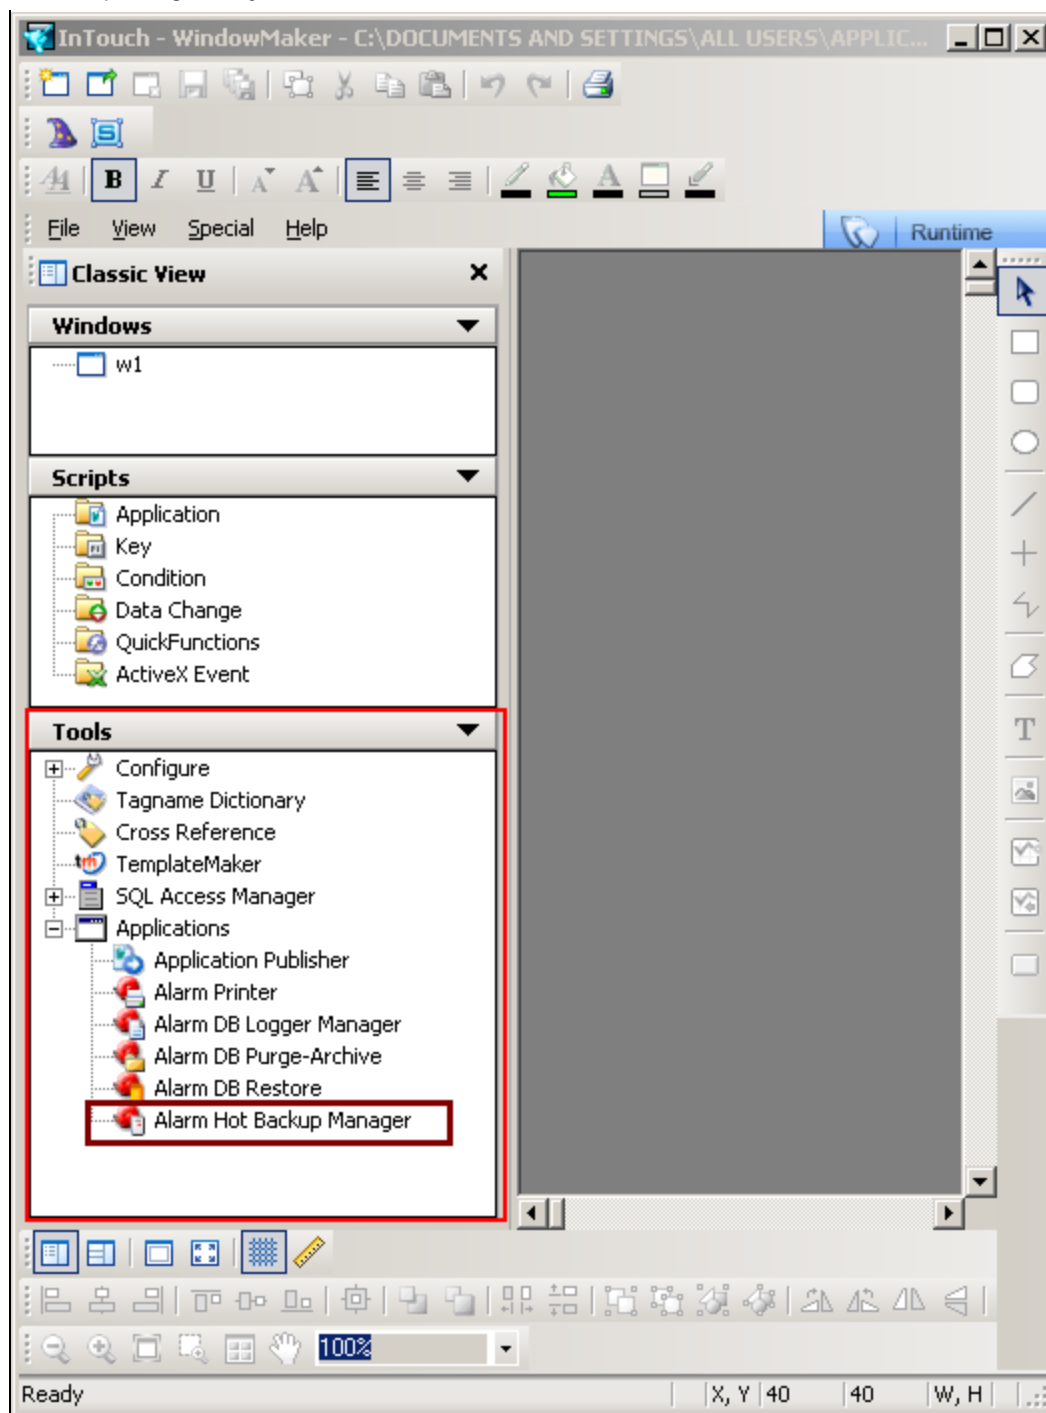 InTouch - WindowMaker - C:\DOCUMENTS AND SETTINGS\ALL USERS\APPLIC...
B I U A A A
File View Special Help Runtime
Classic View
Windows
w1
Scripts
Application
Key
Condition
Data Change
QuickFunctions
ActiveX Event
Tools
Configure
Tagname Dictionary
Cross Reference
TemplateMaker
SQL Access Manager
Applications
Application Publisher
Alarm Printer
Alarm DB Logger Manager
Alarm DB Purge-Archive
Alarm DB Restore
Alarm Hot Backup Manager
T
100%
Ready X, Y 40 40 W, H